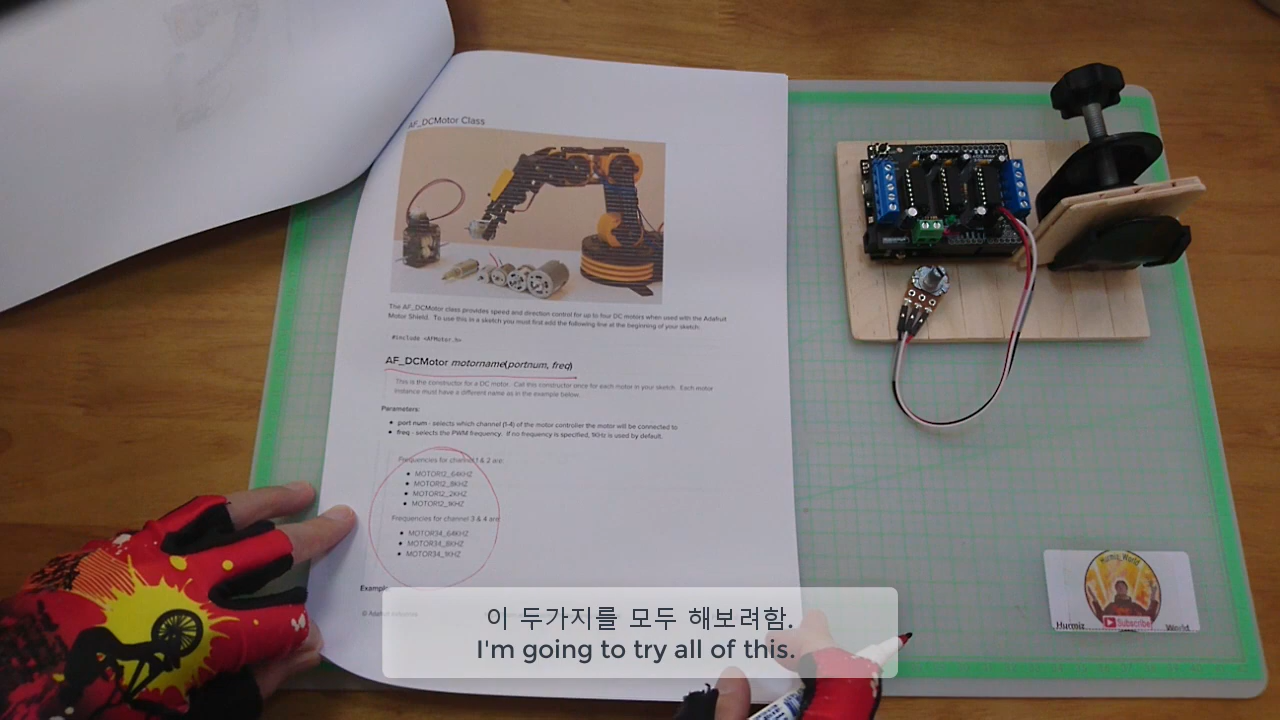 AF_DCMotor Class
The AF_DCMotor class provides speed and direction control for up to four DC motors when used with the Adafruit
Motor Shield. To use this in a sketch you must first add the following line at the beginning of your sketch.
#include <AFMotor.h>
AF_DCMotor motorname(portnum, freq)
This is the constructor for a DC motor. Call this constructor once for each motor in your sketch. Each motor
instance must have a different name as in the example below.
Parameters:
• port num - selects which channel (1-4) of the motor controller the motor will be connected to
• freq - selects the PWM frequency. If no frequency is specified, 1KHz is used by default.
Frequencies for channel 1 & 2 are:
• MOTOR12_64KHZ
• MOTOR12_8KHZ
• MOTOR12_2KHZ
• MOTOR12_1KHZ
Frequencies for channel 3 & 4 are
• MOTOR34_64KHZ
• MOTOR34_8KHZ
• MOTOR34_1KHZ
Example
© Adafruit Industries
이 두가지를 모두 해보려함.
I'm going to try all of this.
Hurmiz World
Subscribe
Hurmiz World